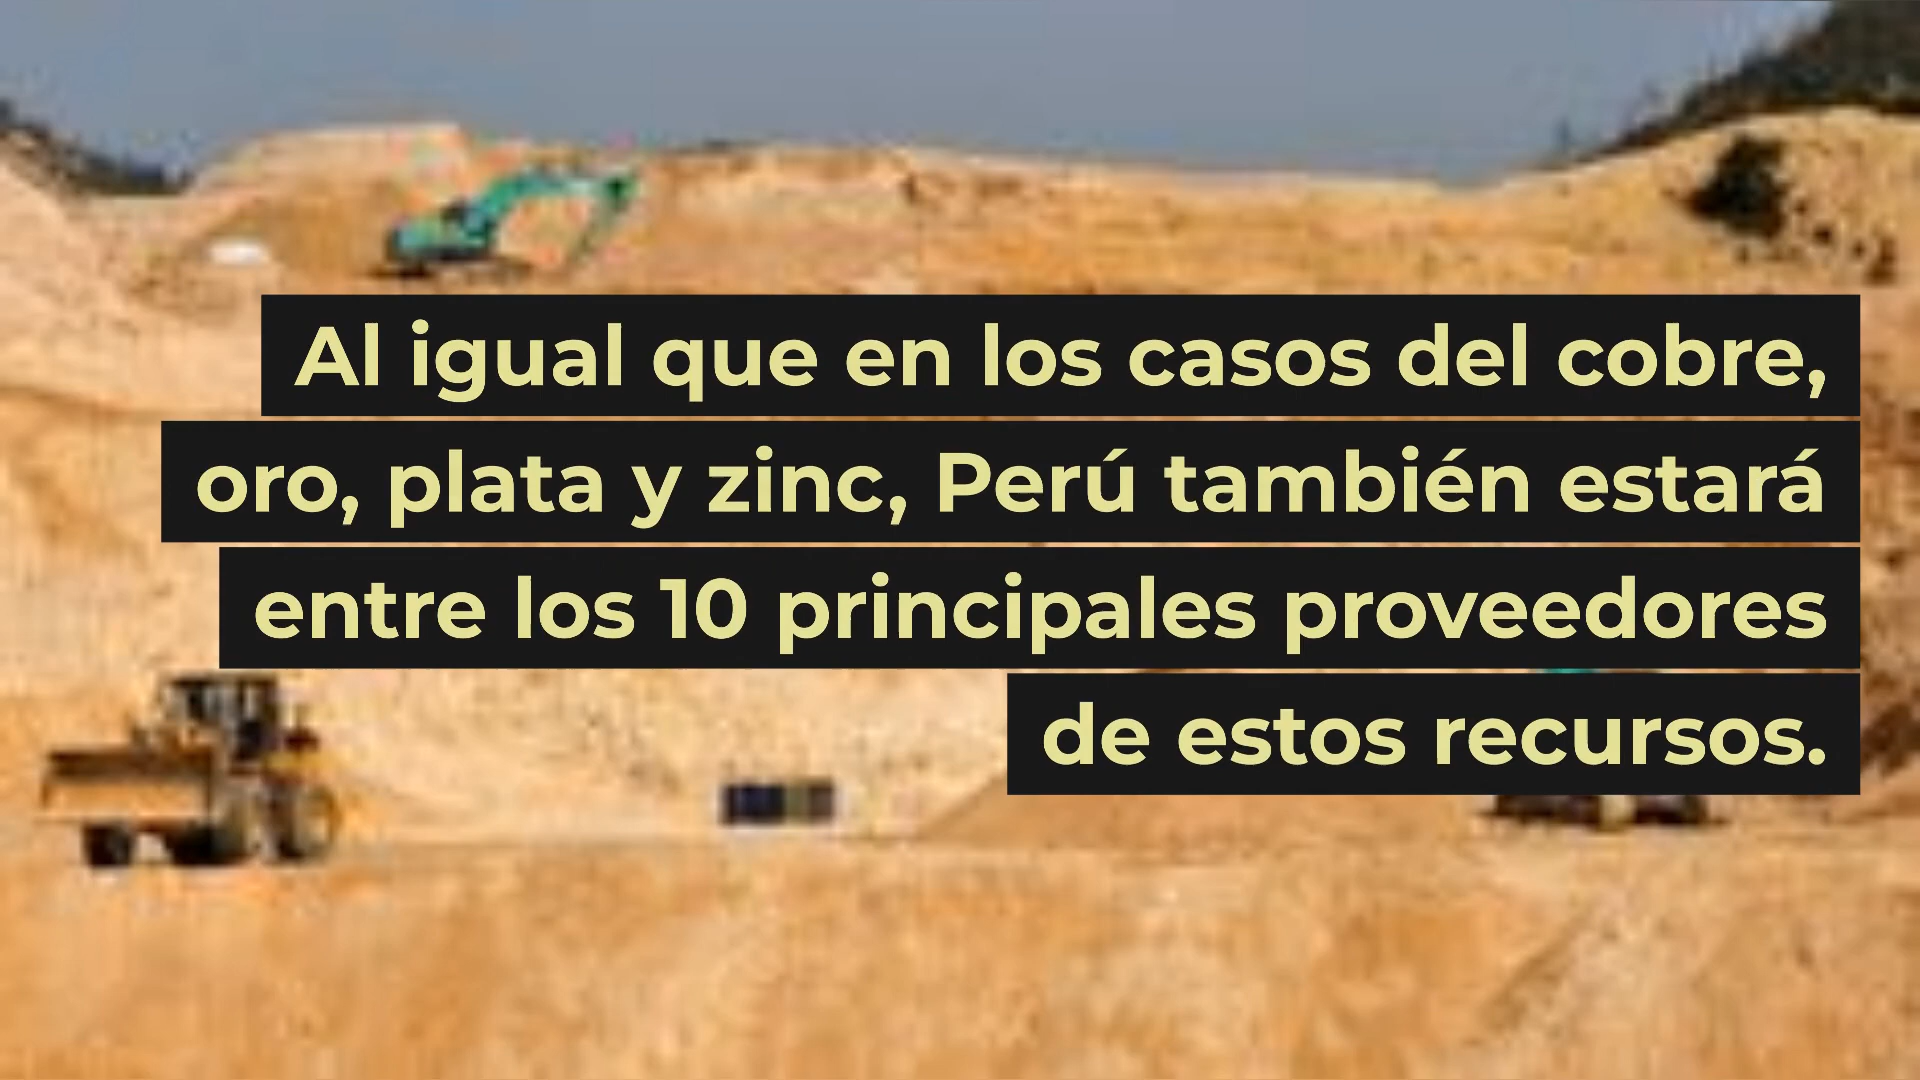 Al igual que en los casos del cobre,
oro, plata y zinc, Perú también estará
entre los 10 principales proveedores
de estos recursos.